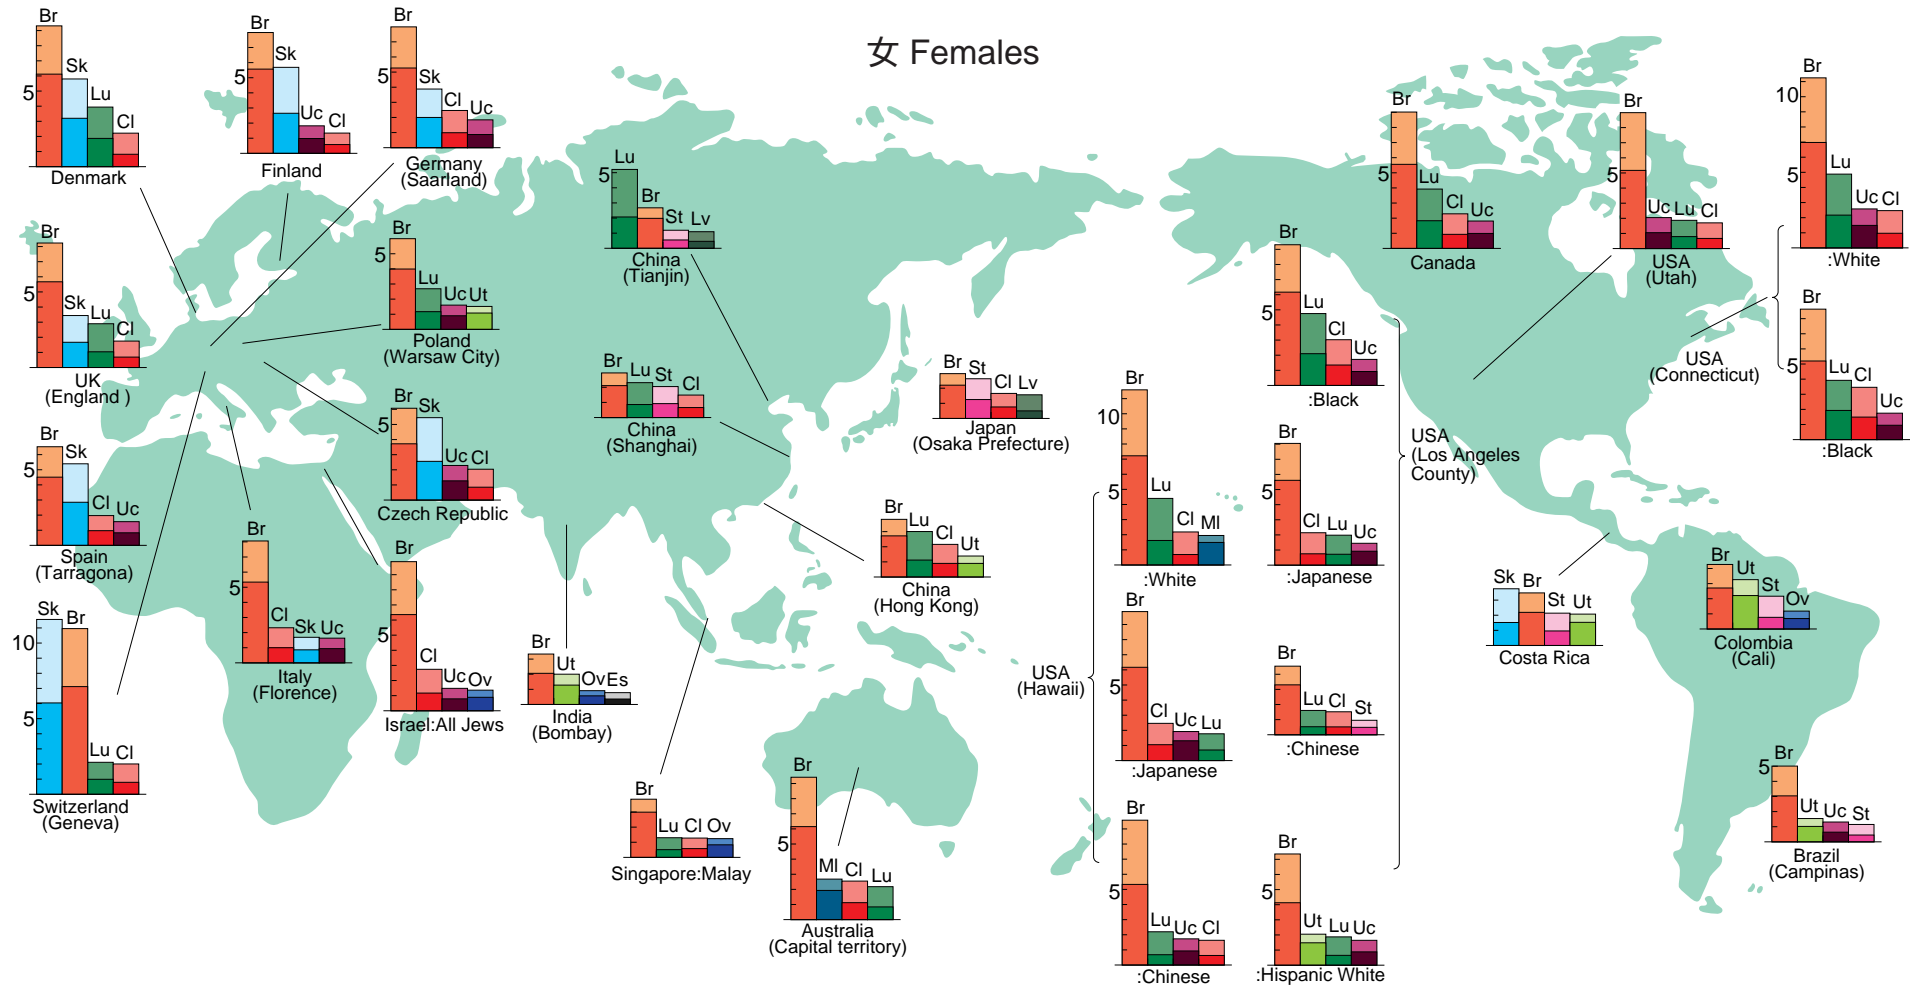 女 Females
Br
Sk
Lu
Cl
5
Denmark
Br
Sk
Uc
Cl
5
Finland
Br
Sk
Cl
Uc
5
Germany
(Saarland)
Br
Sk
Lu
Cl
5
UK
(England )
Br
Lu
Uc
Ut
5
Poland
(Warsaw City)
Lu
Br
St
Lv
5
China
(Tianjin)
Br
Sk
Cl
Uc
5
Spain
(Tarragona)
Br
Sk
Uc
Cl
5
Czech Republic
Br
Lu
St
Cl
China
(Shanghai)
Br
St
Cl
Lv
Japan
(Osaka Prefecture)
Sk
Br
Lu
Cl
10
5
Switzerland
(Geneva)
Br
Cl
Sk
Uc
5
Italy
(Florence)
Br
Cl
Uc
Ov
5
Israel:All Jews
Br
Ut
Ov
Es
India
(Bombay)
Br
Lu
Cl
Ut
China
(Hong Kong)
Br
Lu
Cl
Ov
Singapore:Malay
Br
Ml
Cl
Lu
5
Australia
(Capital territory)
USA
(Hawaii)
Br
Lu
Cl
Ml
10
5
:White
Br
Cl
Uc
Lu
5
:Japanese
Br
Lu
Uc
Cl
5
:Chinese
USA
(Los Angeles
County)
Br
Lu
Cl
Uc
5
:Black
Br
Cl
Lu
Uc
5
:Japanese
Br
Lu
Cl
St
:Chinese
Br
Ut
Lu
Uc
5
:Hispanic White
Br
Lu
Cl
Uc
5
Canada
Br
Uc
Lu
Cl
5
USA
(Utah)
USA
(Connecticut)
Br
Lu
Uc
Cl
10
5
:White
Br
Lu
Cl
Uc
5
:Black
Sk
Br
St
Ut
Costa Rica
Br
Ut
St
Ov
Colombia
(Cali)
Br
Ut
Uc
St
5
Brazil
(Campinas)